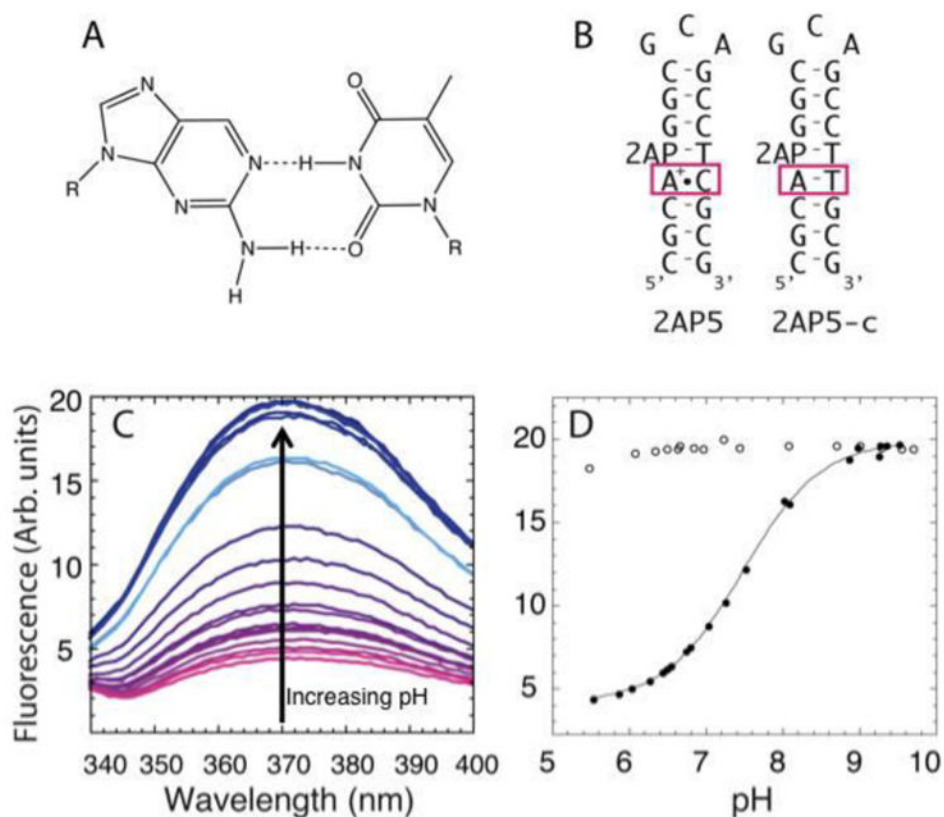 A
N
N
N
N
R
N
H
H
O
H
N
O
N
R
B
C
G A
C-G
G-C
G-C
2AP-T
A+•C
C-G
G-C
C-G
5' 3'
2AP5
C
G A
C-G
G-C
G-C
2AP-T
A-T
C-G
G-C
C-G
5' 3'
2AP5-c
C
Fluorescence (Arb. units)
20
15
10
5
Increasing pH
340 350 360 370 380 390 400
Wavelength (nm)
D
20
15
10
5
5 6 7 8 9 10
pH